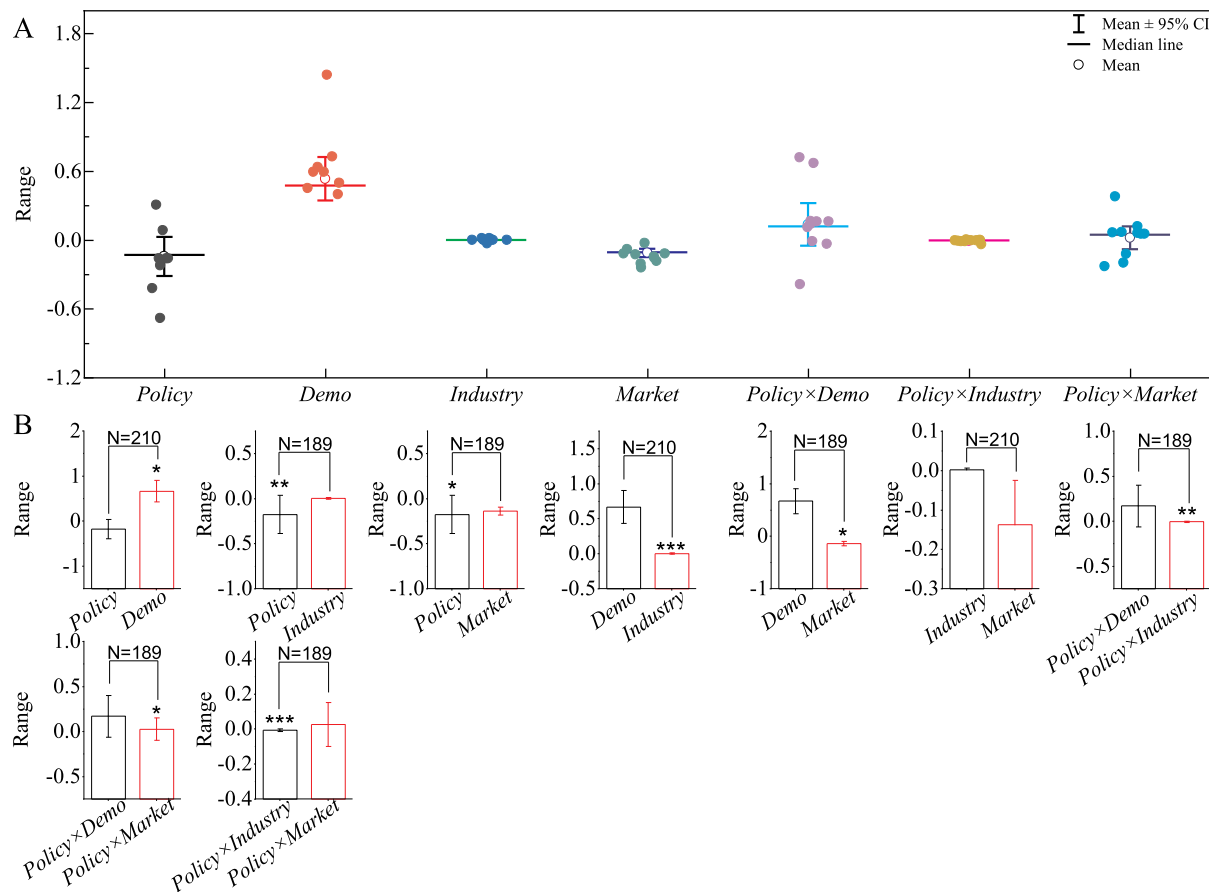 A
Range
1.8
1.2
0.6
0.0
-0.6
-1.2
Mean ± 95% CI
Median line
Mean
Policy
Demo
Industry
Market
Policy×Demo
Policy×Industry
Policy×Market
B
Range
2
1
0
-1
N=210
*
Policy
Demo
Range
0.5
0.0
-0.5
-1.0
N=189
**
Policy
Industry
Range
0.5
0.0
-0.5
-1.0
N=189
*
Policy
Market
Range
1.0
0.5
0.0
-0.5
N=210
***
Demo
Industry
Range
2
1
0
-1
N=189
*
Demo
Market
Range
0.1
0.0
-0.1
-0.2
-0.3
N=210
Industry
Market
Range
1.0
0.5
0.0
-0.5
N=189
**
Policy×Demo
Policy×Industry
Range
1.0
0.5
0.0
-0.5
N=189
*
Policy×Demo
Policy×Market
Range
0.4
0.2
0.0
-0.2
-0.4
N=189
***
Policy×Industry
Policy×Market